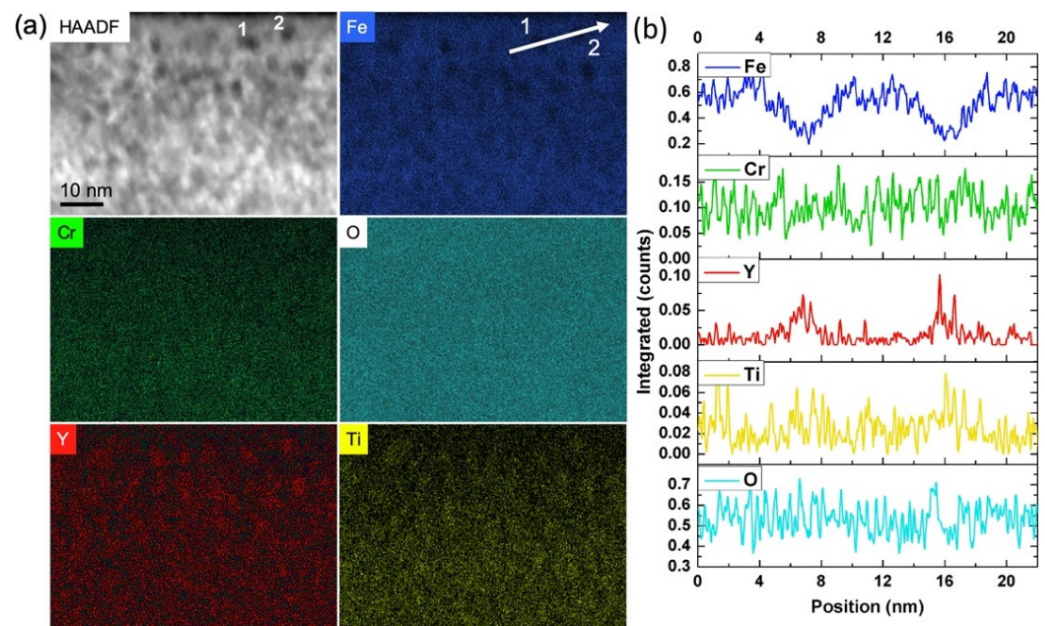 (a) HAADF 1 2 Fe 1 2
10 nm
Cr O
Y Ti
(b)
0 4 8 12 16 20
0.8 Fe
0.6
0.4
0.2
Cr
0.15
0.10
0.05
0.00
0.10 Y
0.05
0.00
0.08 Ti
0.06
0.04
0.02
0.00
0.7 O
0.6
0.5
0.4
0.3
0 4 8 12 16 20
Integrated (counts)
Position (nm)